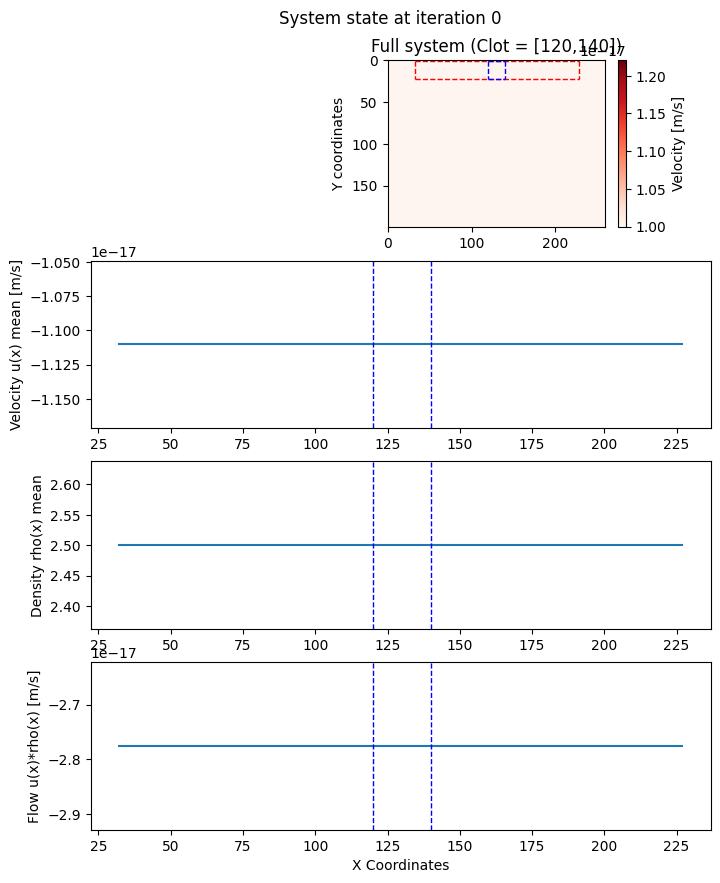 System state at iteration 0
Full system (Clot = [120,140])
1e−17
0
50
100
150
Y coordinates
0
100
200
1.20
1.15
1.10
1.05
1.00
Velocity [m/s]
1e−17
−1.050
−1.075
−1.100
−1.125
−1.150
Velocity u(x) mean [m/s]
25 50 75 100 125 150 175 200 225
2.60
2.55
2.50
2.45
2.40
Density rho(x) mean
25 50 75 100 125 150 175 200 225
1e−17
−2.7
−2.8
−2.9
Flow u(x)*rho(x) [m/s]
25 50 75 100 125 150 175 200 225
X Coordinates